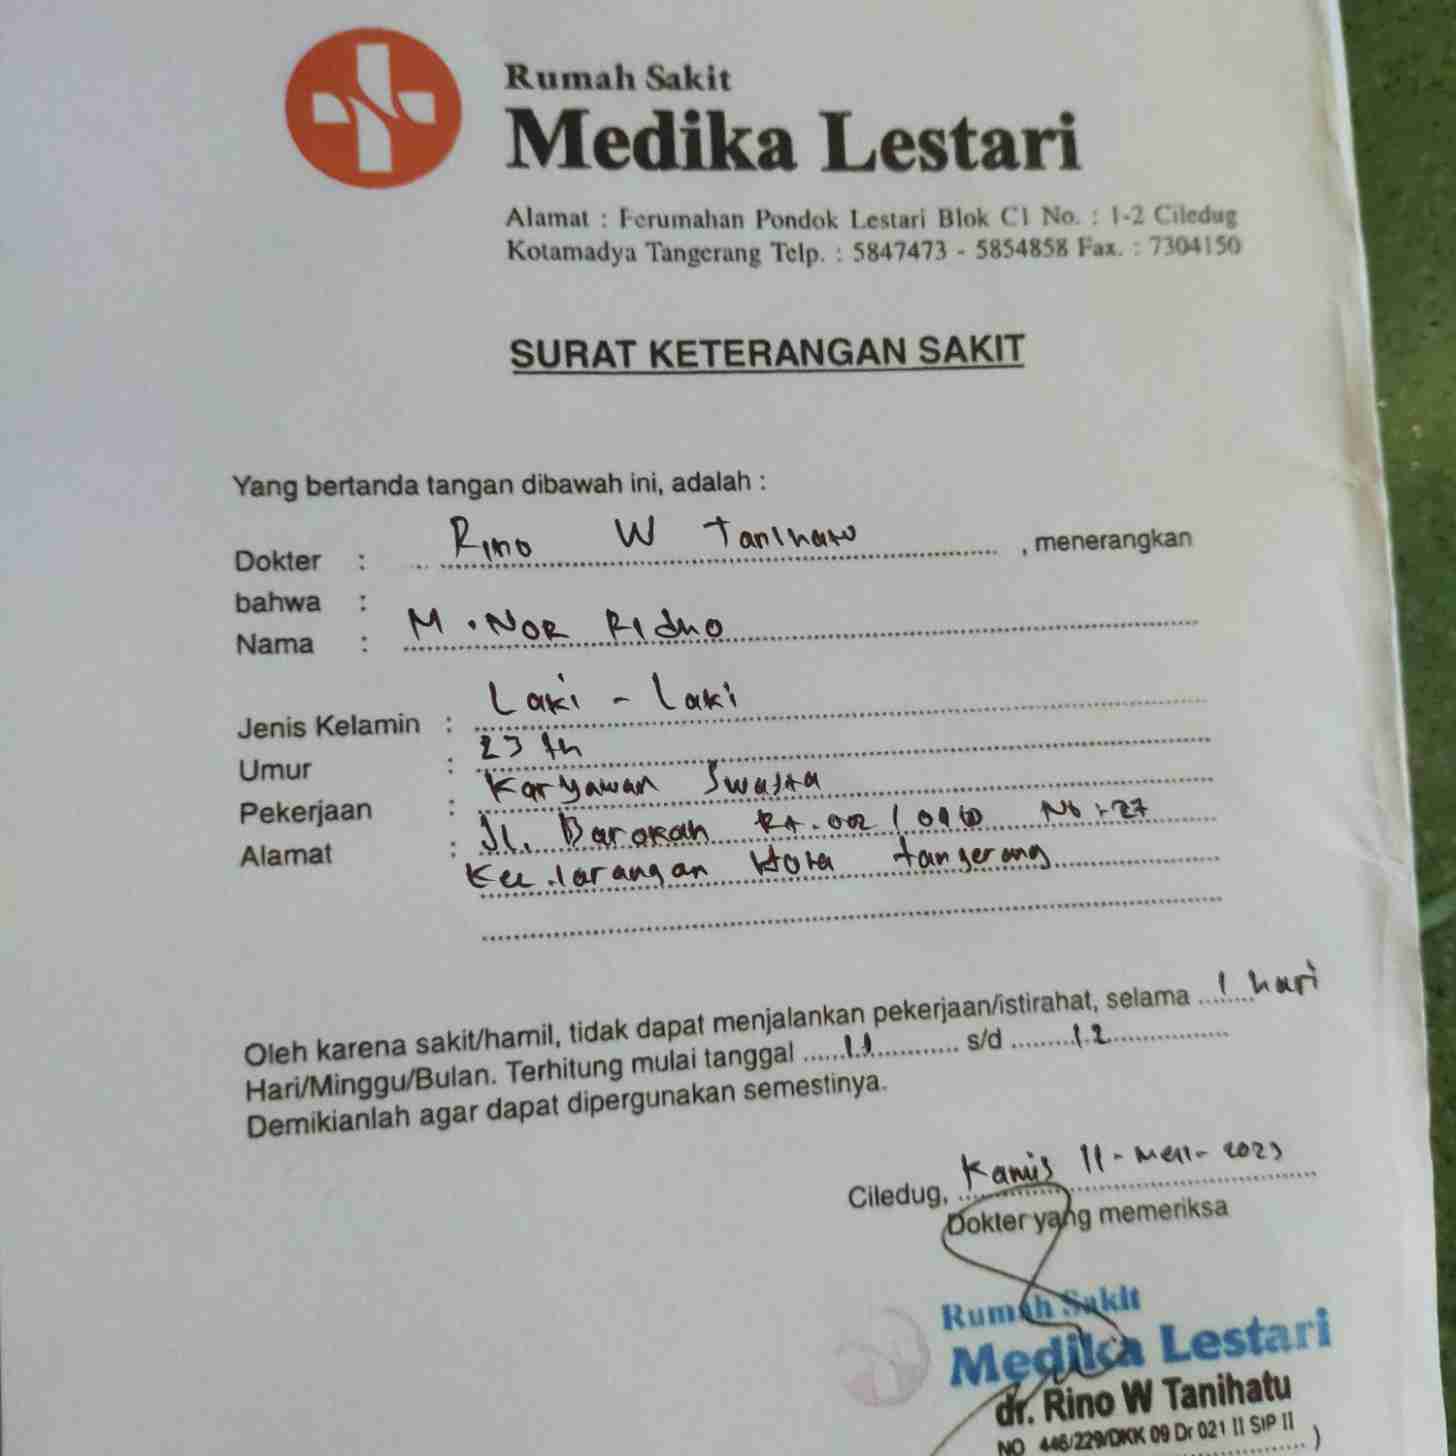 Rumah Sakit
Medika Lestari
Alamat : Perumahan Pondok Lestari Blok C1 No. : 1-2 Ciledug
Kotamadya Tangerang Telp. : 5847473 - 5854858 Fax. : 7304150
SURAT KETERANGAN SAKIT
Yang bertanda tangan dibawah ini, adalah :
Dokter : Rino W Tanihatu , menerangkan
bahwa :
Nama : M. NOR RIDHO
Jenis Kelamin : Laki - Laki
Umur : 23 th
Pekerjaan : Karyawan Swasta
Alamat : Jl. Barokah Rt.002 / No : 27
Kec. larangan Kota tangerang
Oleh karena sakit/hamil, tidak dapat menjalankan pekerjaan/istirahat, selama 1 hari
Hari/Minggu/Bulan. Terhitung mulai tanggal 11 s/d 12
Demikianlah agar dapat dipergunakan semestinya.
Ciledug, Kamis 11 - Mei - 2023
Dokter yang memeriksa
Rumah Sakit
Medika Lestari
dr. Rino W Tanihatu
NO 446/229/DKK 09 Dr 021 II SIP II
)